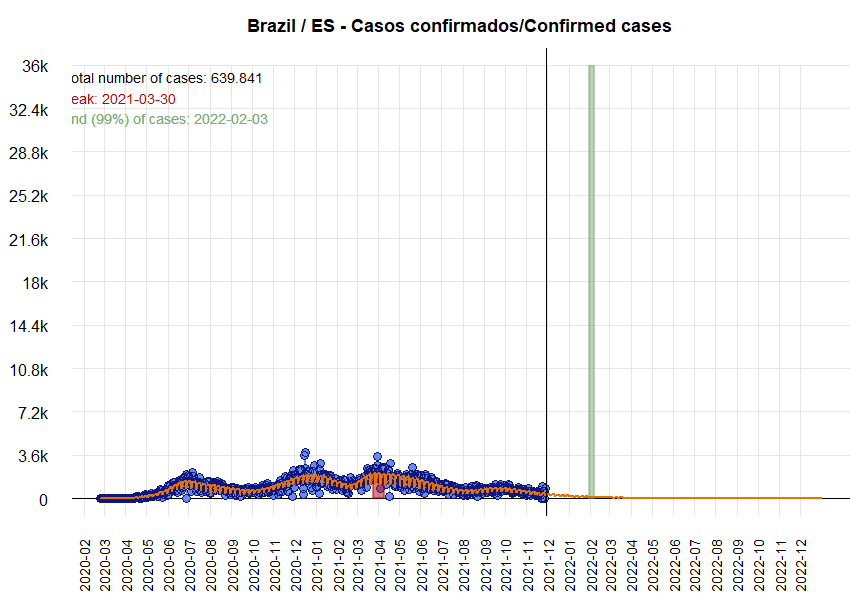 Brazil / ES - Casos confirmados/Confirmed cases
36k
otal number of cases: 639.841
eak: 2021-03-30
32.4k
nd (99%) of cases: 2022-02-03
28.8k
25.2k
21.6k
18k
14.4k
10.8k
7.2k
3.6k
0
2020-02
2020-03
2020-04
2020-05
2020-06
2020-07
2020-08
2020-09
2020-10
2020-11
2020-12
2021-01
2021-02
2021-03
2021-04
2021-05
2021-06
2021-07
2021-08
2021-09
2021-10
2021-11
2021-12
2022-01
2022-02
2022-03
2022-04
2022-05
2022-06
2022-07
2022-08
2022-09
2022-10
2022-11
2022-12